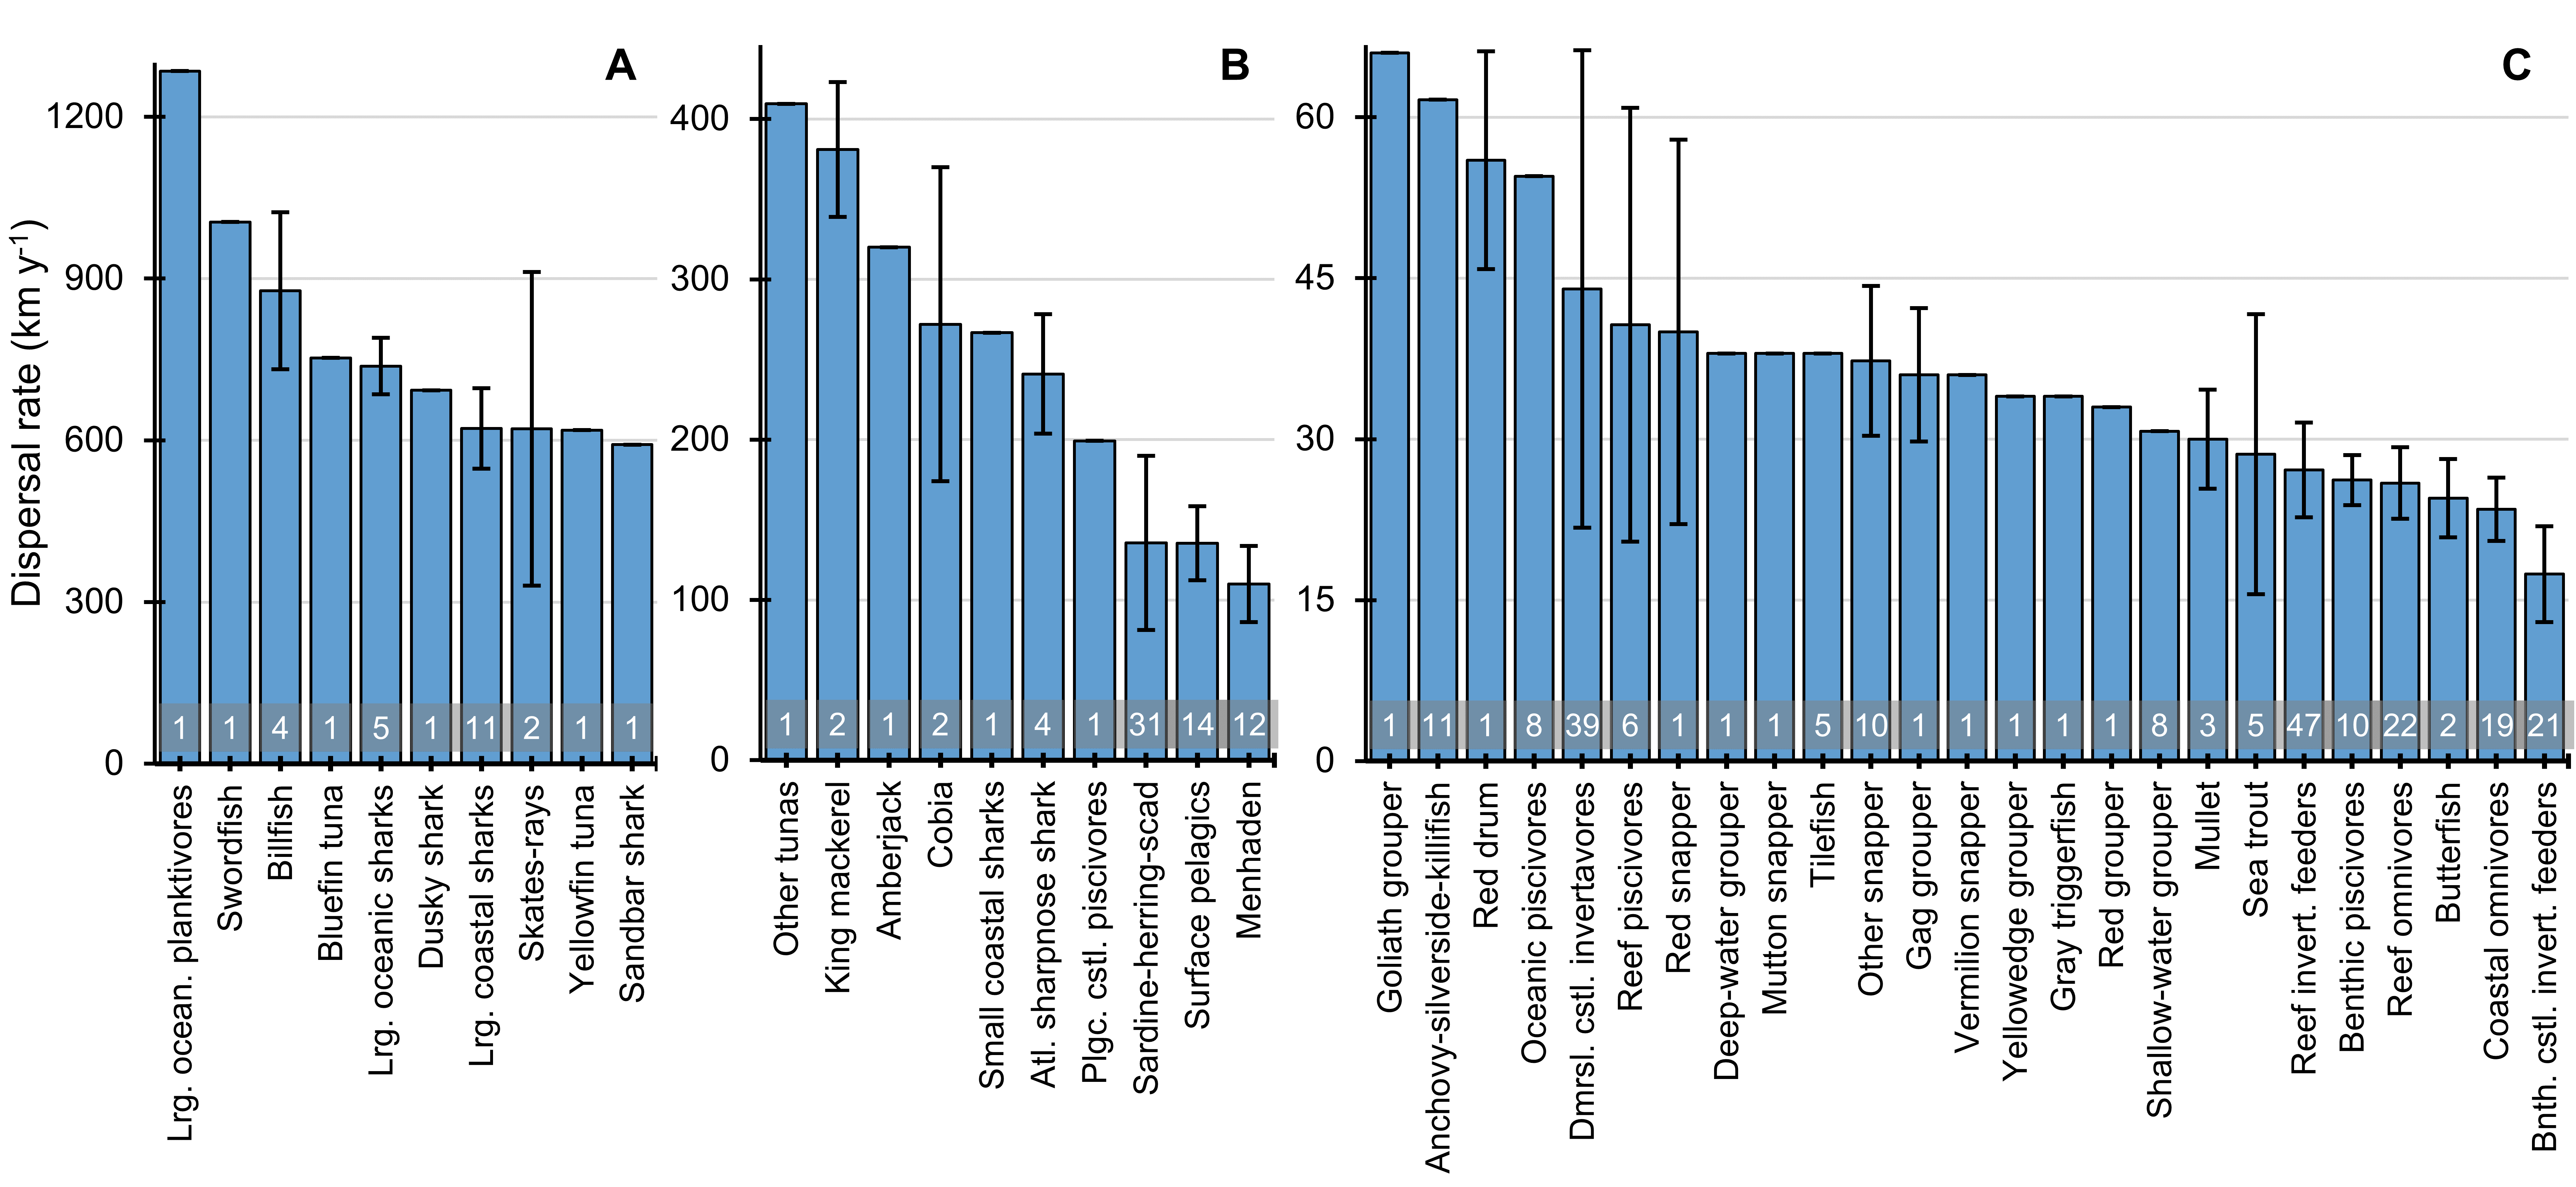 A
B
C
Dispersal rate (km y-1)
1200
900
600
300
0
1 1 4 1 5 1 11 2 1 1
Lrg. ocean. planktivores
Swordfish
Billfish
Bluefin tuna
Lrg. oceanic sharks
Dusky shark
Lrg. coastal sharks
Skates-rays
Yellowfin tuna
Sandbar shark
400
300
200
100
0
1 2 1 2 1 4 1 31 14 12
Other tunas
King mackerel
Amberjack
Cobia
Small coastal sharks
Atl. sharpnose shark
Plgc. cstl. piscivores
Sardine-herring-scad
Surface pelagics
Menhaden
60
45
30
15
0
1 11 1 8 39 6 1 1 1 5 10 1 1 1 1 1 8 3 5 47 10 22 2 19 21
Goliath grouper
Anchovy-silverside-killifish
Red drum
Oceanic piscivores
Dmrsl. cstl. invertavores
Reef piscivores
Red snapper
Deep-water grouper
Mutton snapper
Tilefish
Other snapper
Gag grouper
Vermilion snapper
Yellowedge grouper
Gray triggerfish
Red grouper
Shallow-water grouper
Mullet
Sea trout
Reef invert. feeders
Benthic piscivores
Reef omnivores
Butterfish
Coastal omnivores
Bnth. cstl. invert. feeders